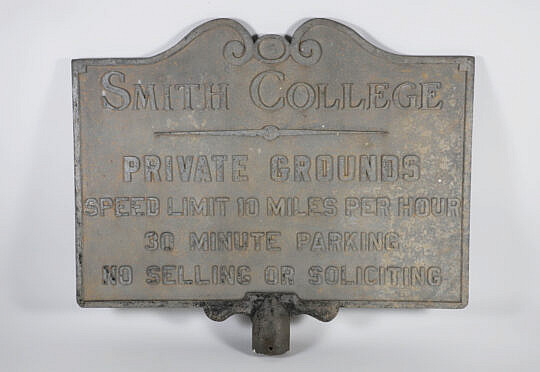 SMITH COLLEGE
PRIVATE GROUNDS
SPEED LIMIT 10 MILES PER HOUR
30 MINUTE PARKING
NO SELLING OR SOLICITING